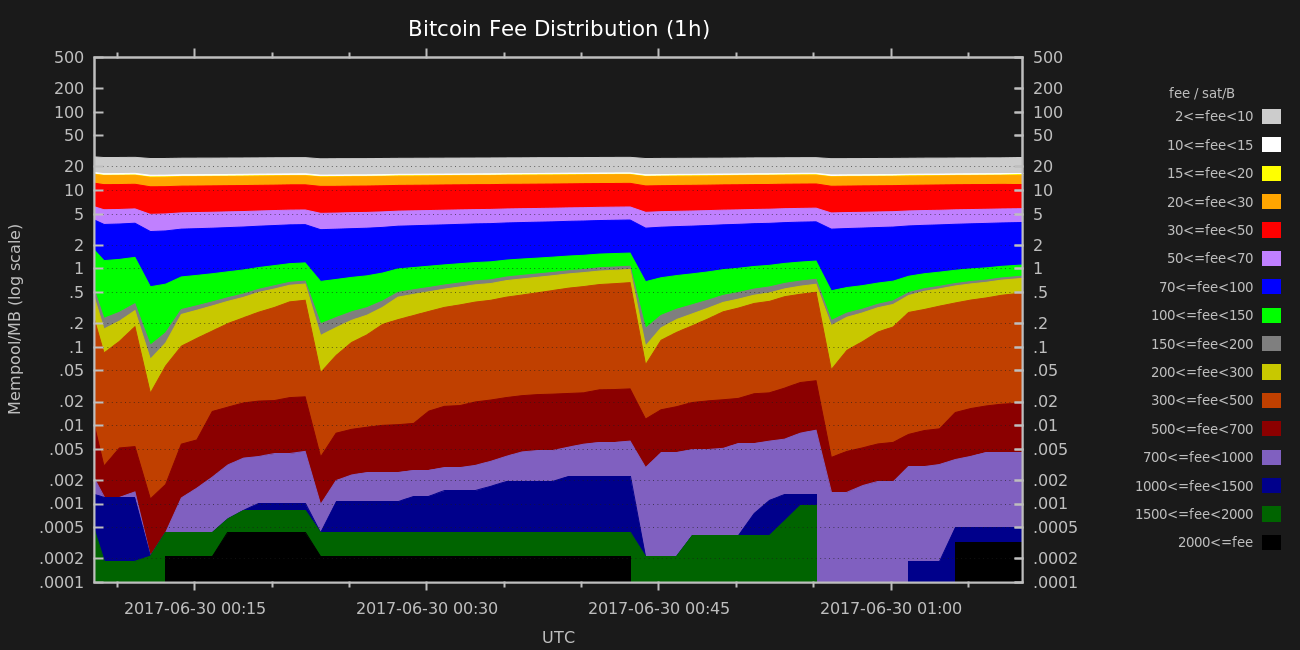 Bitcoin Fee Distribution (1h)
500 500
200 200
100 100
50 50
20 20
10 10
5 5
2 2
1 1
.5 .5
.2 .2
.1 .1
.05 .05
.02 .02
.01 .01
.005 .005
.002 .002
.001 .001
.0005 .0005
.0002 .0002
.0001 .0001
Mempool/MB (log scale)
2017-06-30 00:15 2017-06-30 00:30 2017-06-30 00:45 2017-06-30 01:00
UTC
fee / sat/B
2<=fee<10
10<=fee<15
15<=fee<20
20<=fee<30
30<=fee<50
50<=fee<70
70<=fee<100
100<=fee<150
150<=fee<200
200<=fee<300
300<=fee<500
500<=fee<700
700<=fee<1000
1000<=fee<1500
1500<=fee<2000
2000<=fee